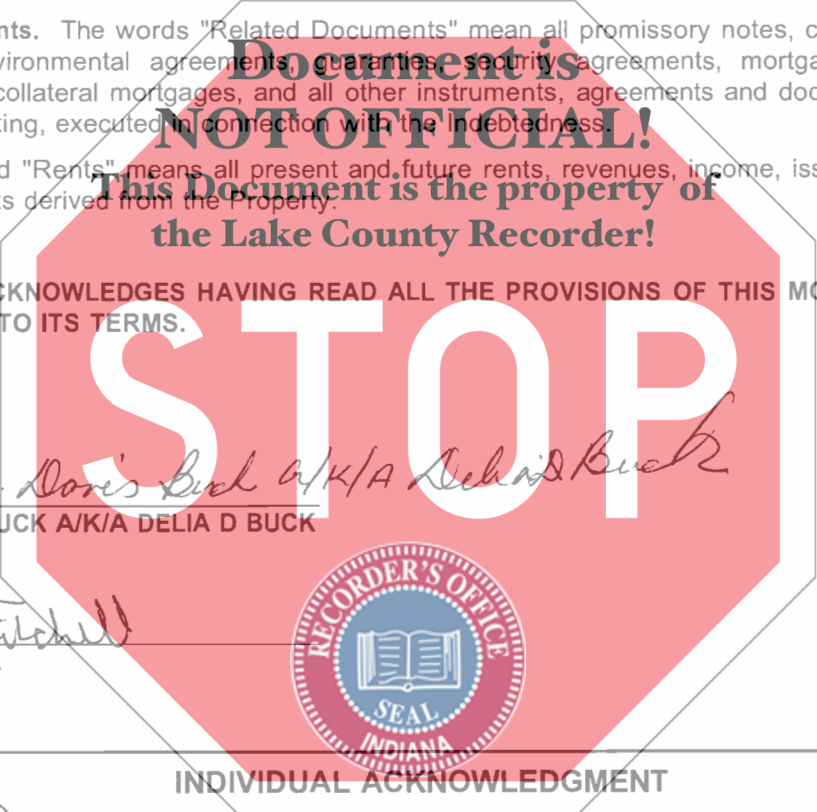 nts. The words "Related Documents" mean all promissory notes, c
vironmental agreements, guaranties, security agreements, mortga
collateral mortgages, and all other instruments, agreements and doc
ting, executed in connection with the Indebtedness.
d "Rents" means all present and future rents, revenues, income, iss
ts derived from the Property.
Document is
NOT OFFICIAL!
This Document is the property of
the Lake County Recorder!
CKNOWLEDGES HAVING READ ALL THE PROVISIONS OF THIS MO
TO ITS TERMS.
STOP
Doris Buck a/k/a Delia D Buck
UCK A/K/A DELIA D BUCK
itchell
RECORDER'S OFFICE
SEAL
INDIANA
INDIVIDUAL ACKNOWLEDGMENT